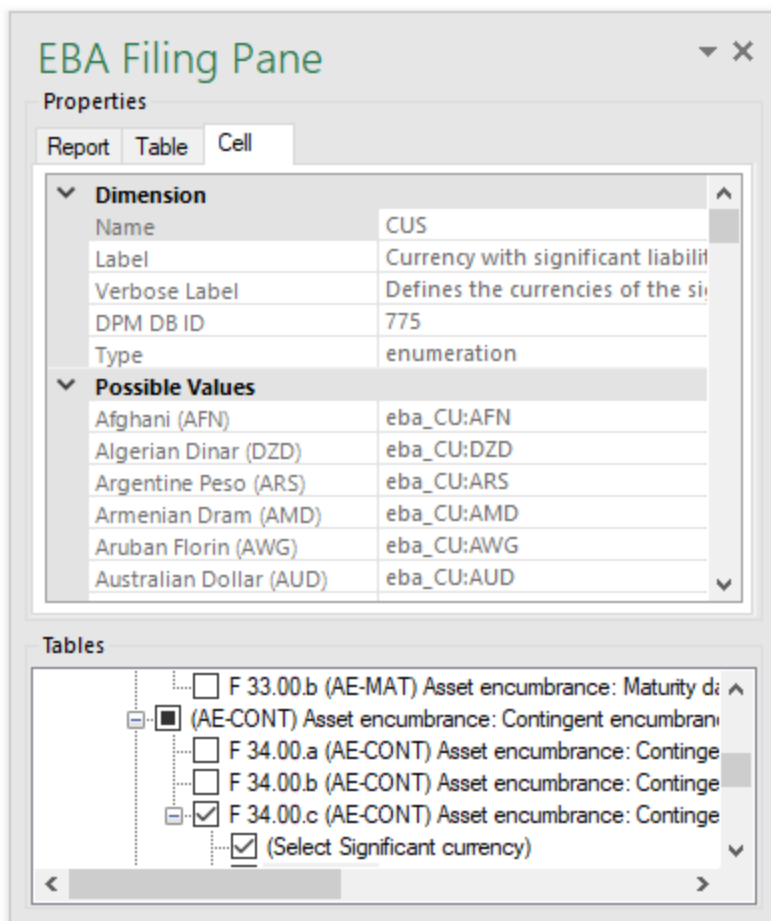 EBA Filing Pane
Properties
Report Table Cell
Dimension
Name CUS
Label Currency with significant liabilit
Verbose Label Defines the currencies of the si
DPM DB ID 775
Type enumeration
Possible Values
Afghani (AFN) eba_CU:AFN
Algerian Dinar (DZD) eba_CU:DZD
Argentine Peso (ARS) eba_CU:ARS
Armenian Dram (AMD) eba_CU:AMD
Aruban Florin (AWG) eba_CU:AWG
Australian Dollar (AUD) eba_CU:AUD
Tables
F 33.00.b (AE-MAT) Asset encumbrance: Maturity da
(AE-CONT) Asset encumbrance: Contingent encumbran
F 34.00.a (AE-CONT) Asset encumbrance: Continge
F 34.00.b (AE-CONT) Asset encumbrance: Continge
F 34.00.c (AE-CONT) Asset encumbrance: Continge
(Select Significant currency)